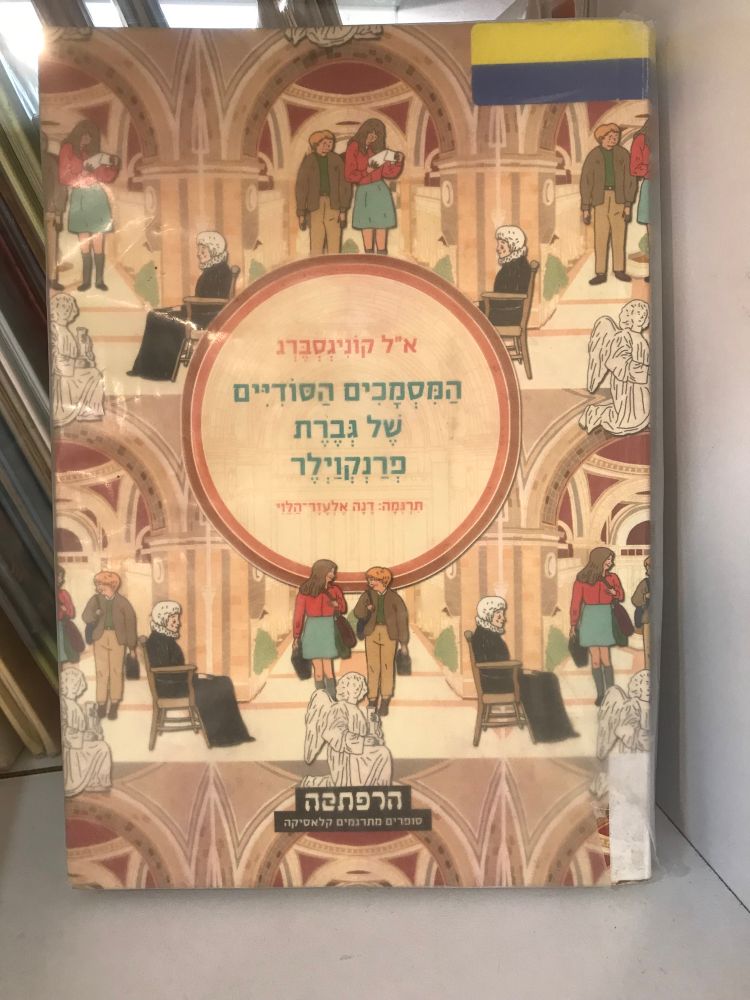 א"ל קוֹנִיגְסְבֶּרְג
הַמִּסְמָכִים הַסּוֹדִיִּים
שֶׁל גְּבֶרֶת
פְרַנְקְוַיְלֶר
תִּרְגְּמָה: דָּנָה אֶלְעָזָר־הַלֵּוִי
הרפתקה
סופרים מתרגמים קלאסיקה